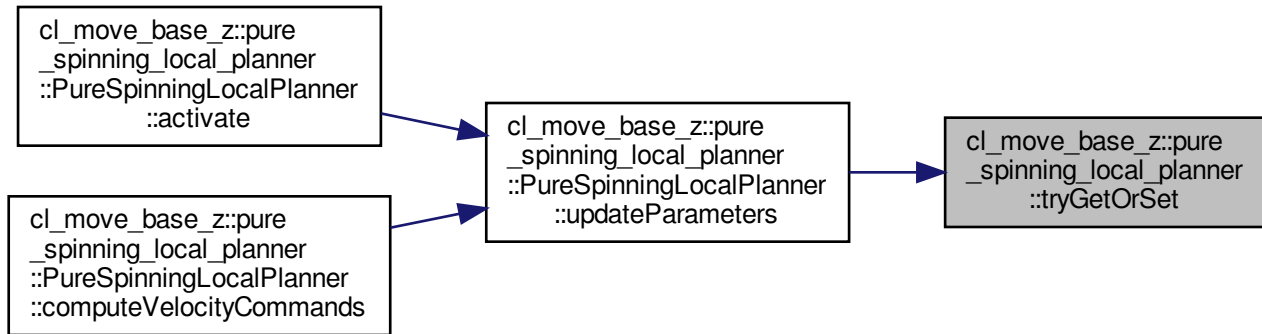 cl_move_base_z::pure
_spinning_local_planner
::PureSpinningLocalPlanner
::activate
cl_move_base_z::pure
_spinning_local_planner
::PureSpinningLocalPlanner
::computeVelocityCommands
cl_move_base_z::pure
_spinning_local_planner
::PureSpinningLocalPlanner
::updateParameters
cl_move_base_z::pure
_spinning_local_planner
::tryGetOrSet